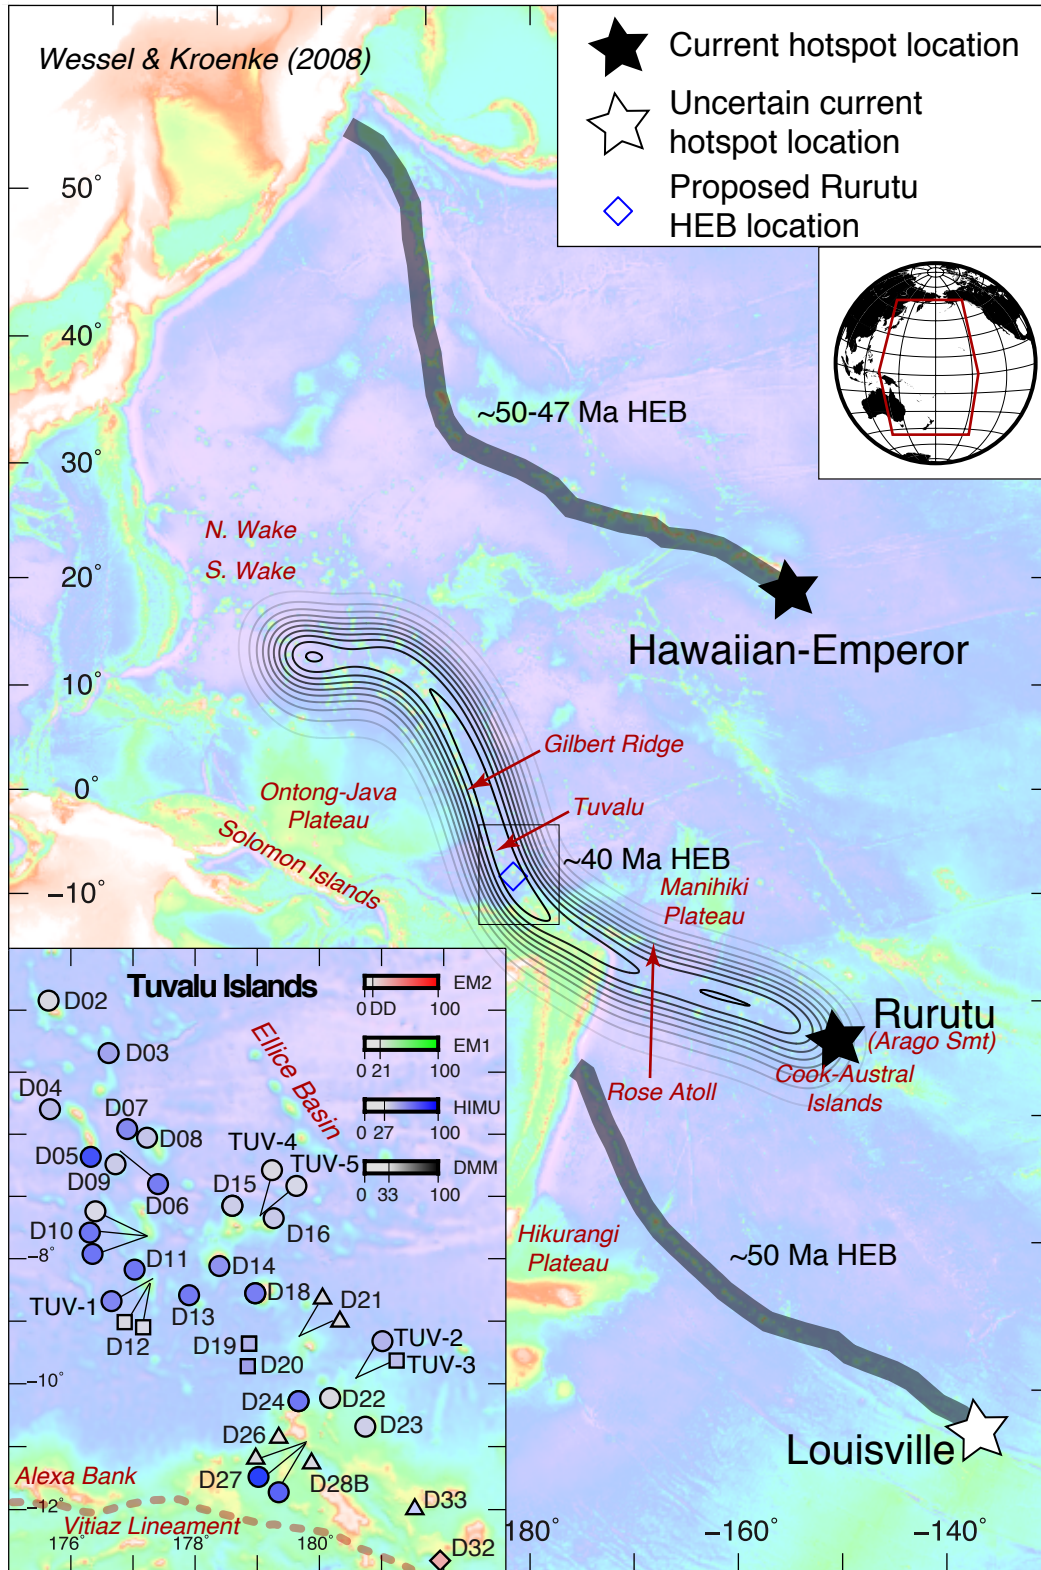 Wessel & Kroenke (2008)
Current hotspot location
Uncertain current
hotspot location
Proposed Rurutu
HEB location
50°
40°
30°
20°
10°
0°
−10°
~50-47 Ma HEB
N. Wake
S. Wake
Hawaiian-Emperor
Gilbert Ridge
Ontong-Java
Plateau
Tuvalu
Solomon Islands
~40 Ma HEB
Manihiki
Plateau
Rurutu
(Arago Smt)
Cook-Austral
Islands
Rose Atoll
Hikurangi
Plateau
~50 Ma HEB
Louisville
180°
−160°
−140°
Tuvalu Islands
EM2
0 DD 100
EM1
0 21 100
HIMU
0 27 100
DMM
0 33 100
Ellice Basin
D02
D03
D04
D07
D08
D05
D09
D06
TUV-4
TUV-5
D15
D16
D10
D11
D14
TUV-1
D13
D18
D21
D12
D19
D20
TUV-2
TUV-3
D24
D22
D23
D26
D27
D28B
D33
D32
−8°
−10°
−12°
Alexa Bank
Vitiaz Lineament
176°
178°
180°